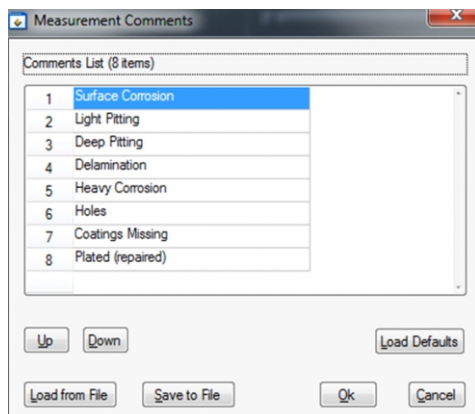 Measurement Comments
Comments List (8 items)
1 Surface Corrosion
2 Light Pitting
3 Deep Pitting
4 Delamination
5 Heavy Corrosion
6 Holes
7 Coatings Missing
8 Plated (repaired)
Up Down Load Defaults
Load from File Save to File Ok Cancel